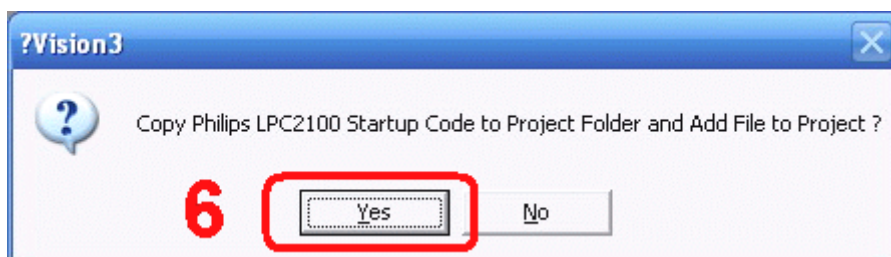 ?Vision3
Copy Philips LPC2100 Startup Code to Project Folder and Add File to Project ?
6 Yes No